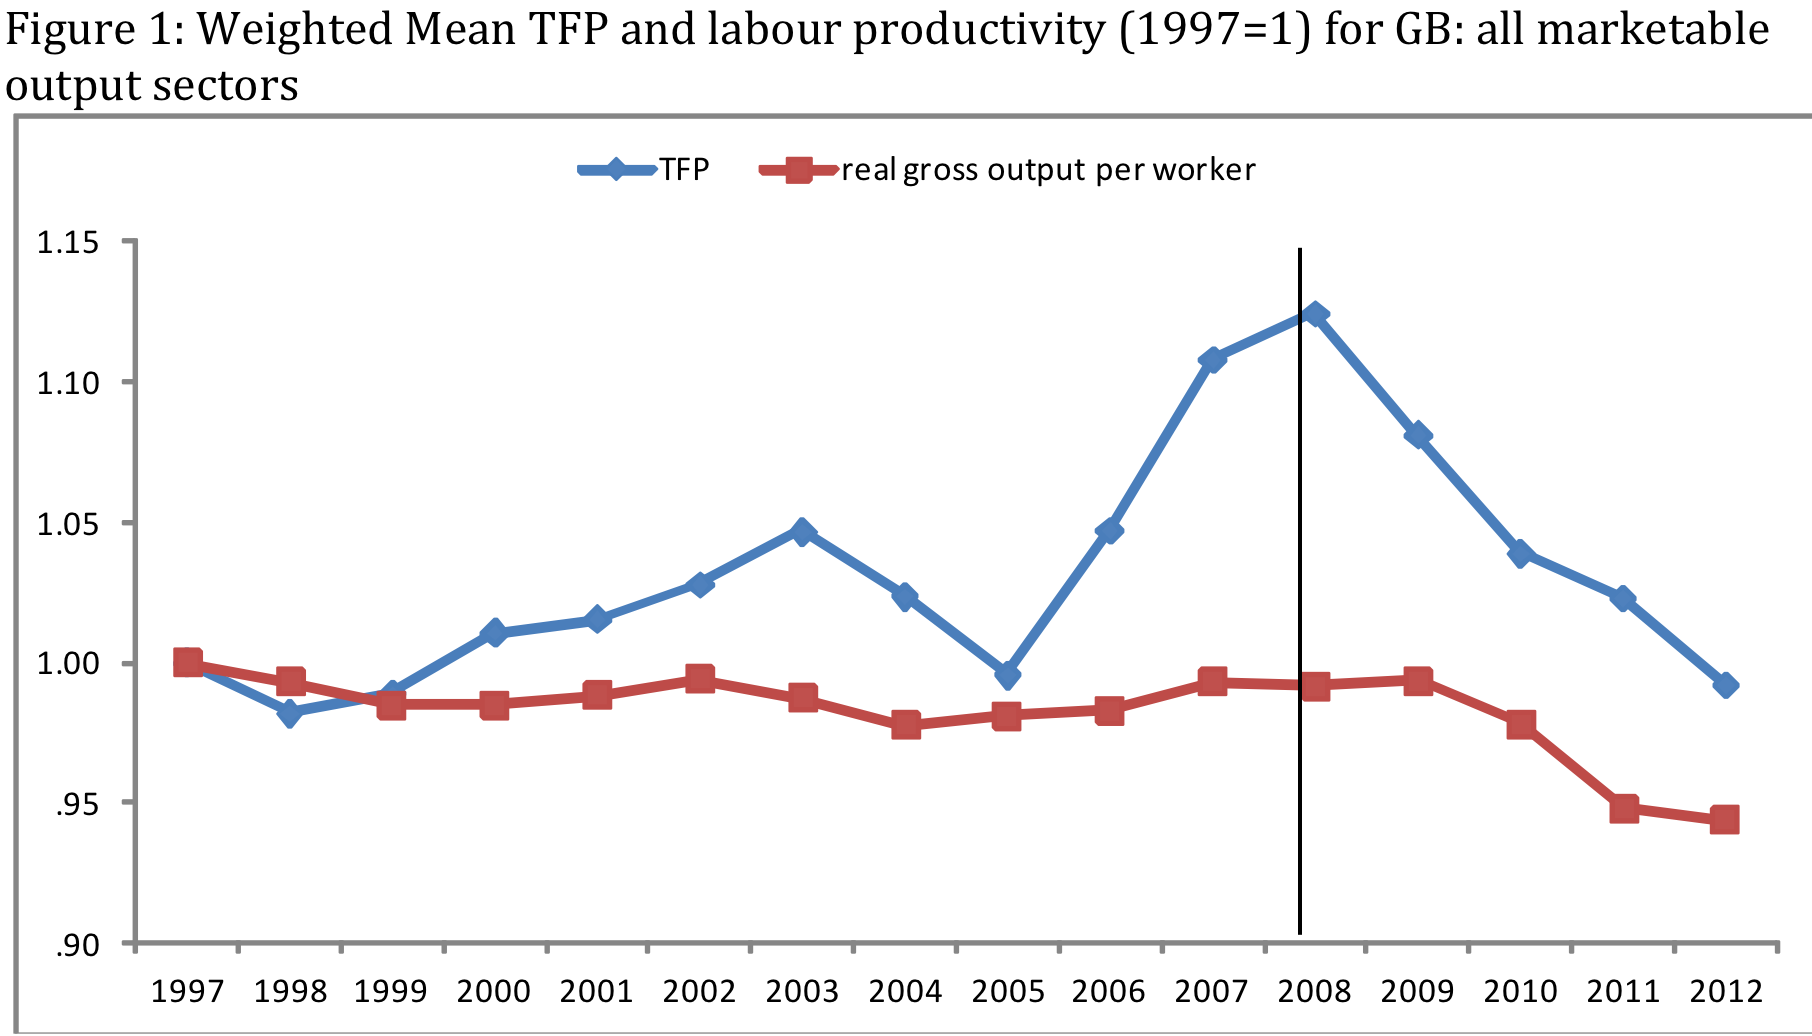 Figure 1: Weighted Mean TFP and labour productivity (1997=1) for GB: all marketable
output sectors
TFP real gross output per worker
1.15
1.10
1.05
1.00
.95
.90
1997 1998 1999 2000 2001 2002 2003 2004 2005 2006 2007 2008 2009 2010 2011 2012